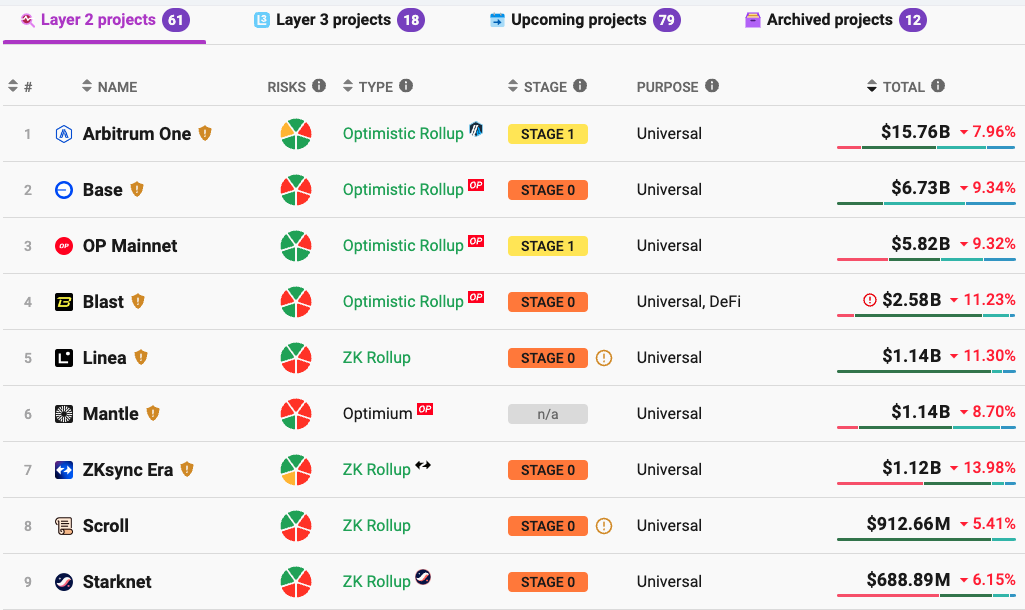 Layer 2 projects 61 Layer 3 projects 18 Upcoming projects 79 Archived projects 12
# NAME RISKS TYPE STAGE PURPOSE TOTAL
1 Arbitrum One Optimistic Rollup STAGE 1 Universal $15.76B 7.96%
2 Base Optimistic Rollup OP STAGE 0 Universal $6.73B 9.34%
3 OP OP Mainnet Optimistic Rollup OP STAGE 1 Universal $5.82B 9.32%
4 Blast Optimistic Rollup OP STAGE 0 Universal, DeFi $2.58B 11.23%
5 Linea ZK Rollup STAGE 0 Universal $1.14B 11.30%
6 Mantle Optimium OP n/a Universal $1.14B 8.70%
7 ZKsync Era ZK Rollup STAGE 0 Universal $1.12B 13.98%
8 Scroll ZK Rollup STAGE 0 Universal $912.66M 5.41%
9 Starknet ZK Rollup STAGE 0 Universal $688.89M 6.15%